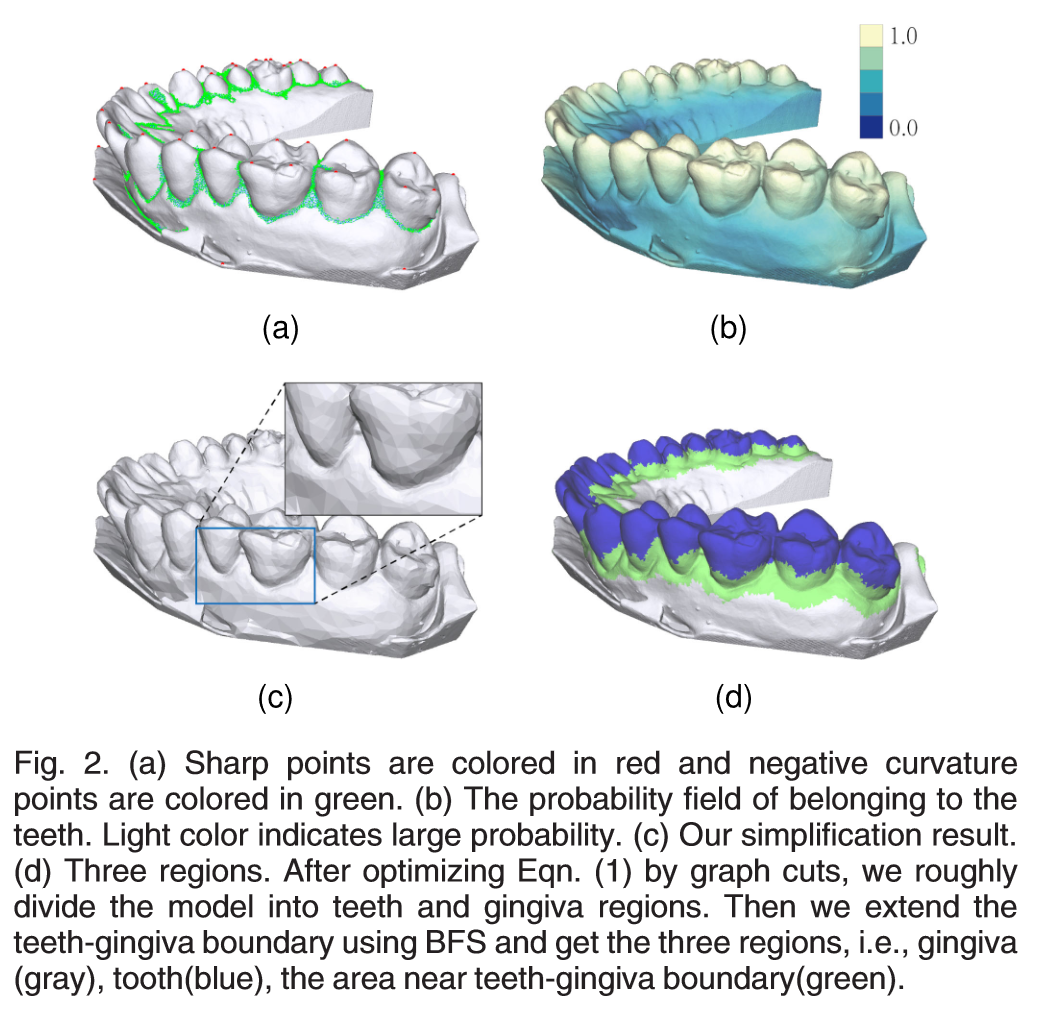 1.0
0.0
(a)
(b)
(c)
(d)
Fig. 2. (a) Sharp points are colored in red and negative curvature
points are colored in green. (b) The probability field of belonging to the
teeth. Light color indicates large probability. (c) Our simplification result.
(d) Three regions. After optimizing Eqn. (1) by graph cuts, we roughly
divide the model into teeth and gingiva regions. Then we extend the
teeth-gingiva boundary using BFS and get the three regions, i.e., gingiva
(gray), tooth(blue), the area near teeth-gingiva boundary(green).